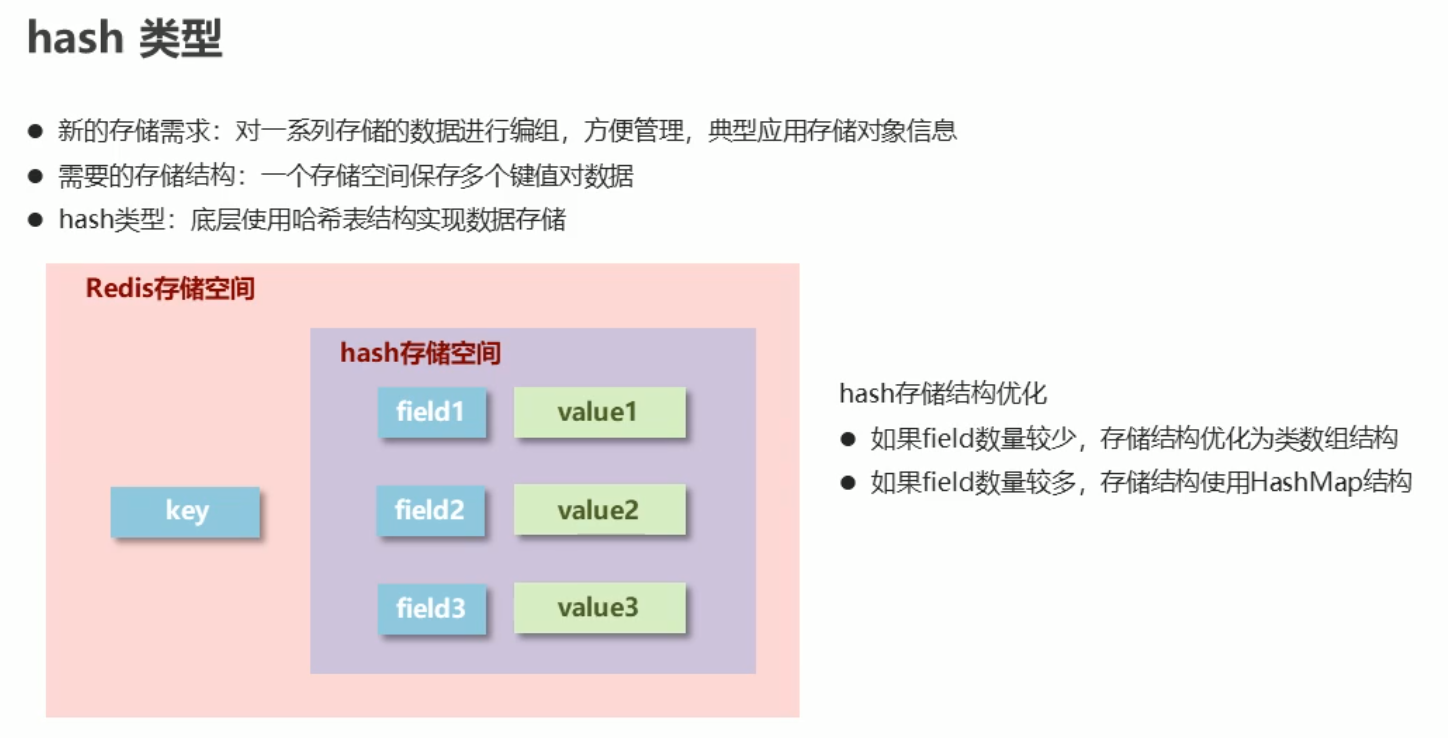 hash 类型
● 新的存储需求：对一系列存储的数据进行编组，方便管理，典型应用存储对象信息
● 需要的存储结构：一个存储空间保存多个键值对数据
● hash类型：底层使用哈希表结构实现数据存储
Redis存储空间
hash存储空间
field1 value1
key
field2 value2
field3 value3
hash存储结构优化
● 如果field数量较少，存储结构优化为类数组结构
● 如果field数量较多，存储结构使用HashMap结构